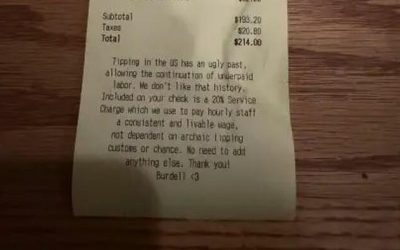 Subtotal $193.20
Taxes $20.80
Total $214.00
Tipping in the US has an ugly past,
allowing the continuation of underpaid
labor. We don't like that history.
Included on your check is a 20% Service
Charge which we use to pay hourly staff
a consistent and livable wage,
not dependent on archaic tipping
customs or chance. No need to add
anything else. Thank you!
Burdell <3